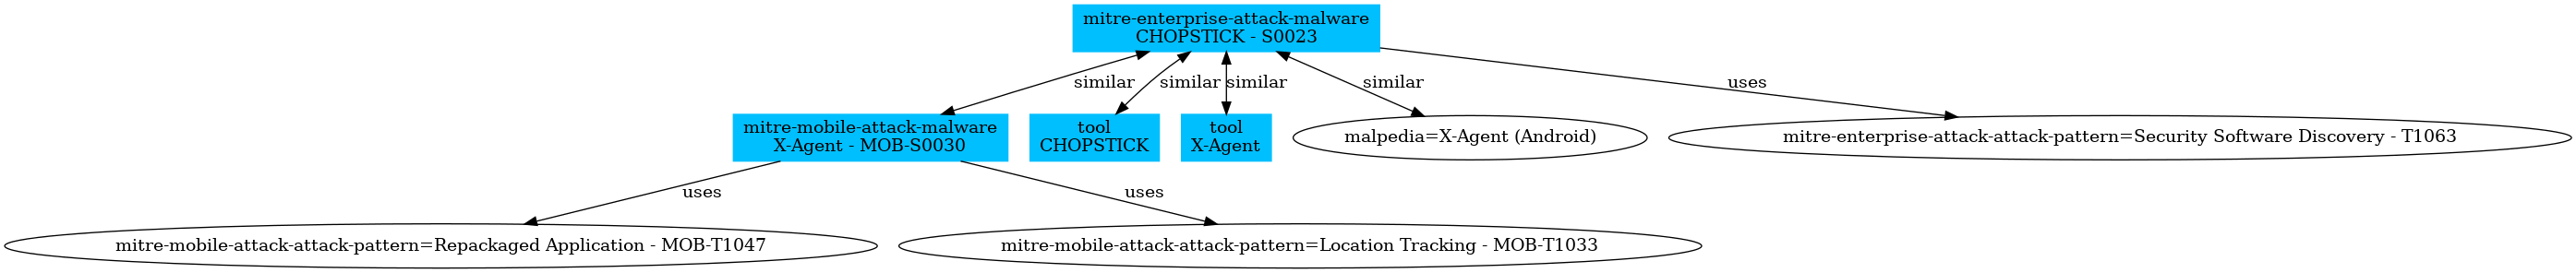 mitre-enterprise-attack-malware
CHOPSTICK - S0023
similar
similar
similar
similar
uses
mitre-mobile-attack-malware
X-Agent - MOB-S0030
tool
CHOPSTICK
tool
X-Agent
malpedia=X-Agent (Android)
mitre-enterprise-attack-attack-pattern=Security Software Discovery - T1063
uses
uses
mitre-mobile-attack-attack-pattern=Repackaged Application - MOB-T1047
mitre-mobile-attack-attack-pattern=Location Tracking - MOB-T1033